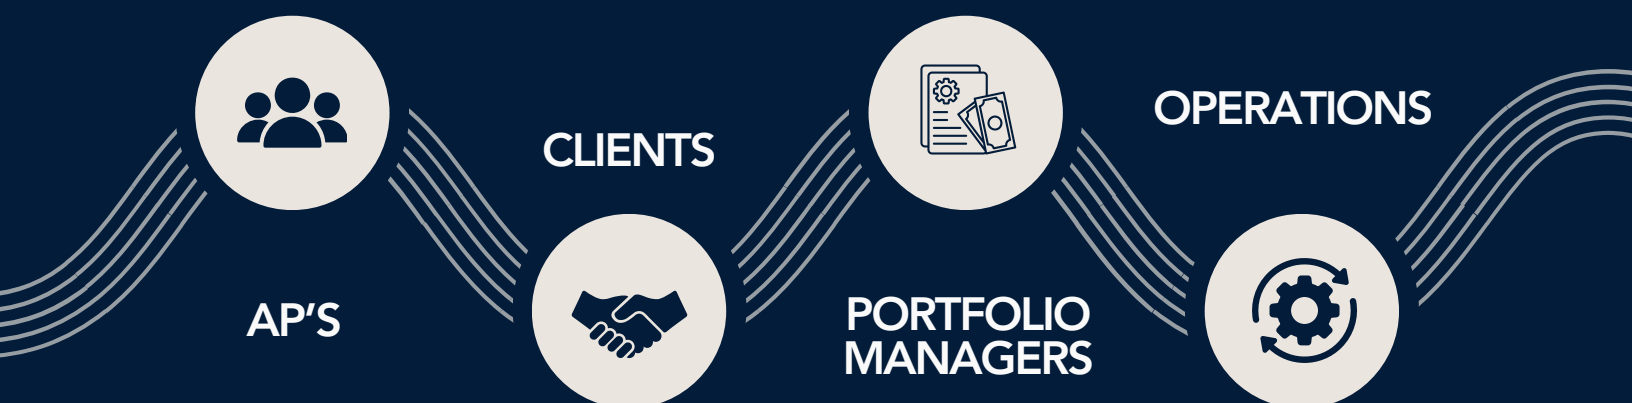 AP'S
CLIENTS
PORTFOLIO
MANAGERS
OPERATIONS